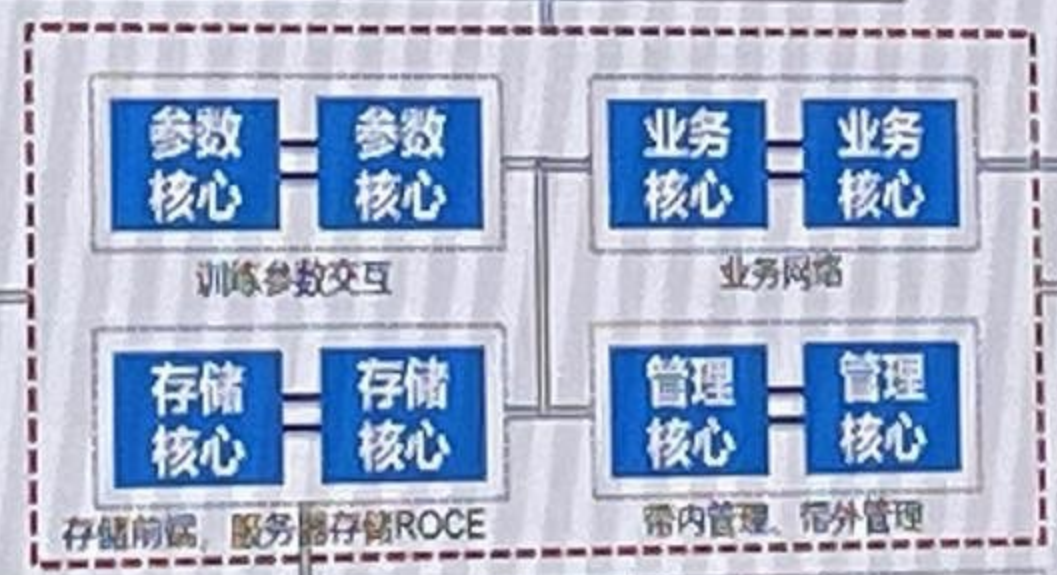 参数
核心
参数
核心
训练参数交互
业务
核心
业务
核心
业务网络
存储
核心
存储
核心
存储前端，服务器存储ROCE
管理
核心
管理
核心
带内管理、带外管理